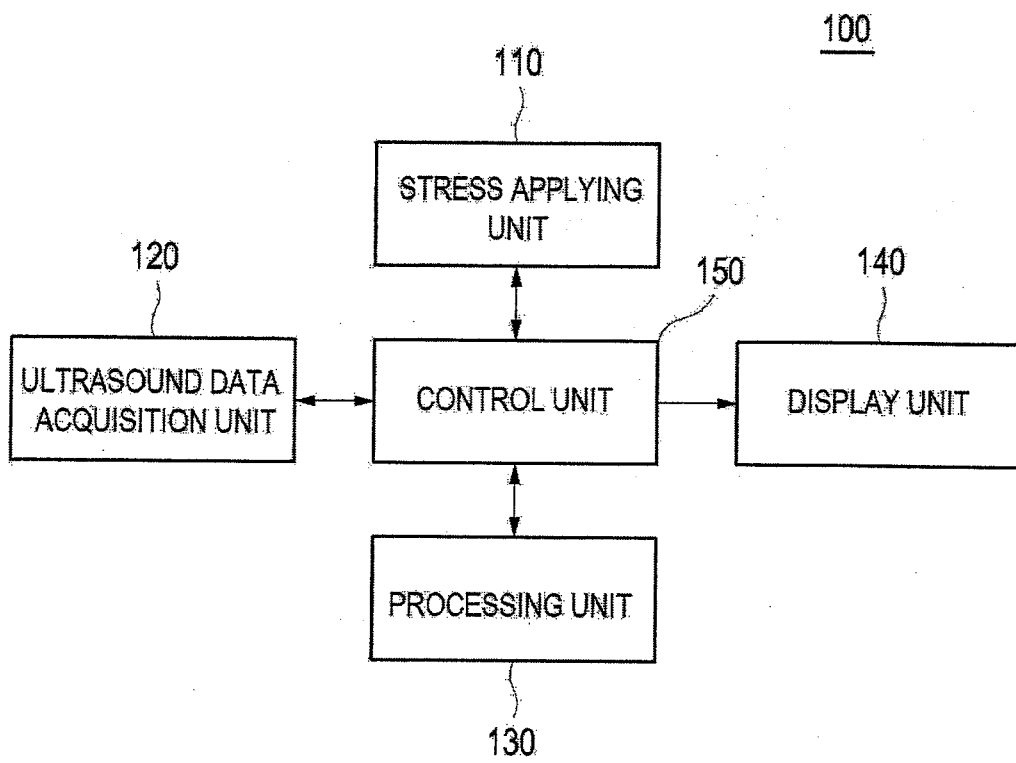 100
110
STRESS APPLYING
UNIT
120
150
140
ULTRASOUND DATA
ACQUISITION UNIT
CONTROL UNIT
DISPLAY UNIT
PROCESSING UNIT
130